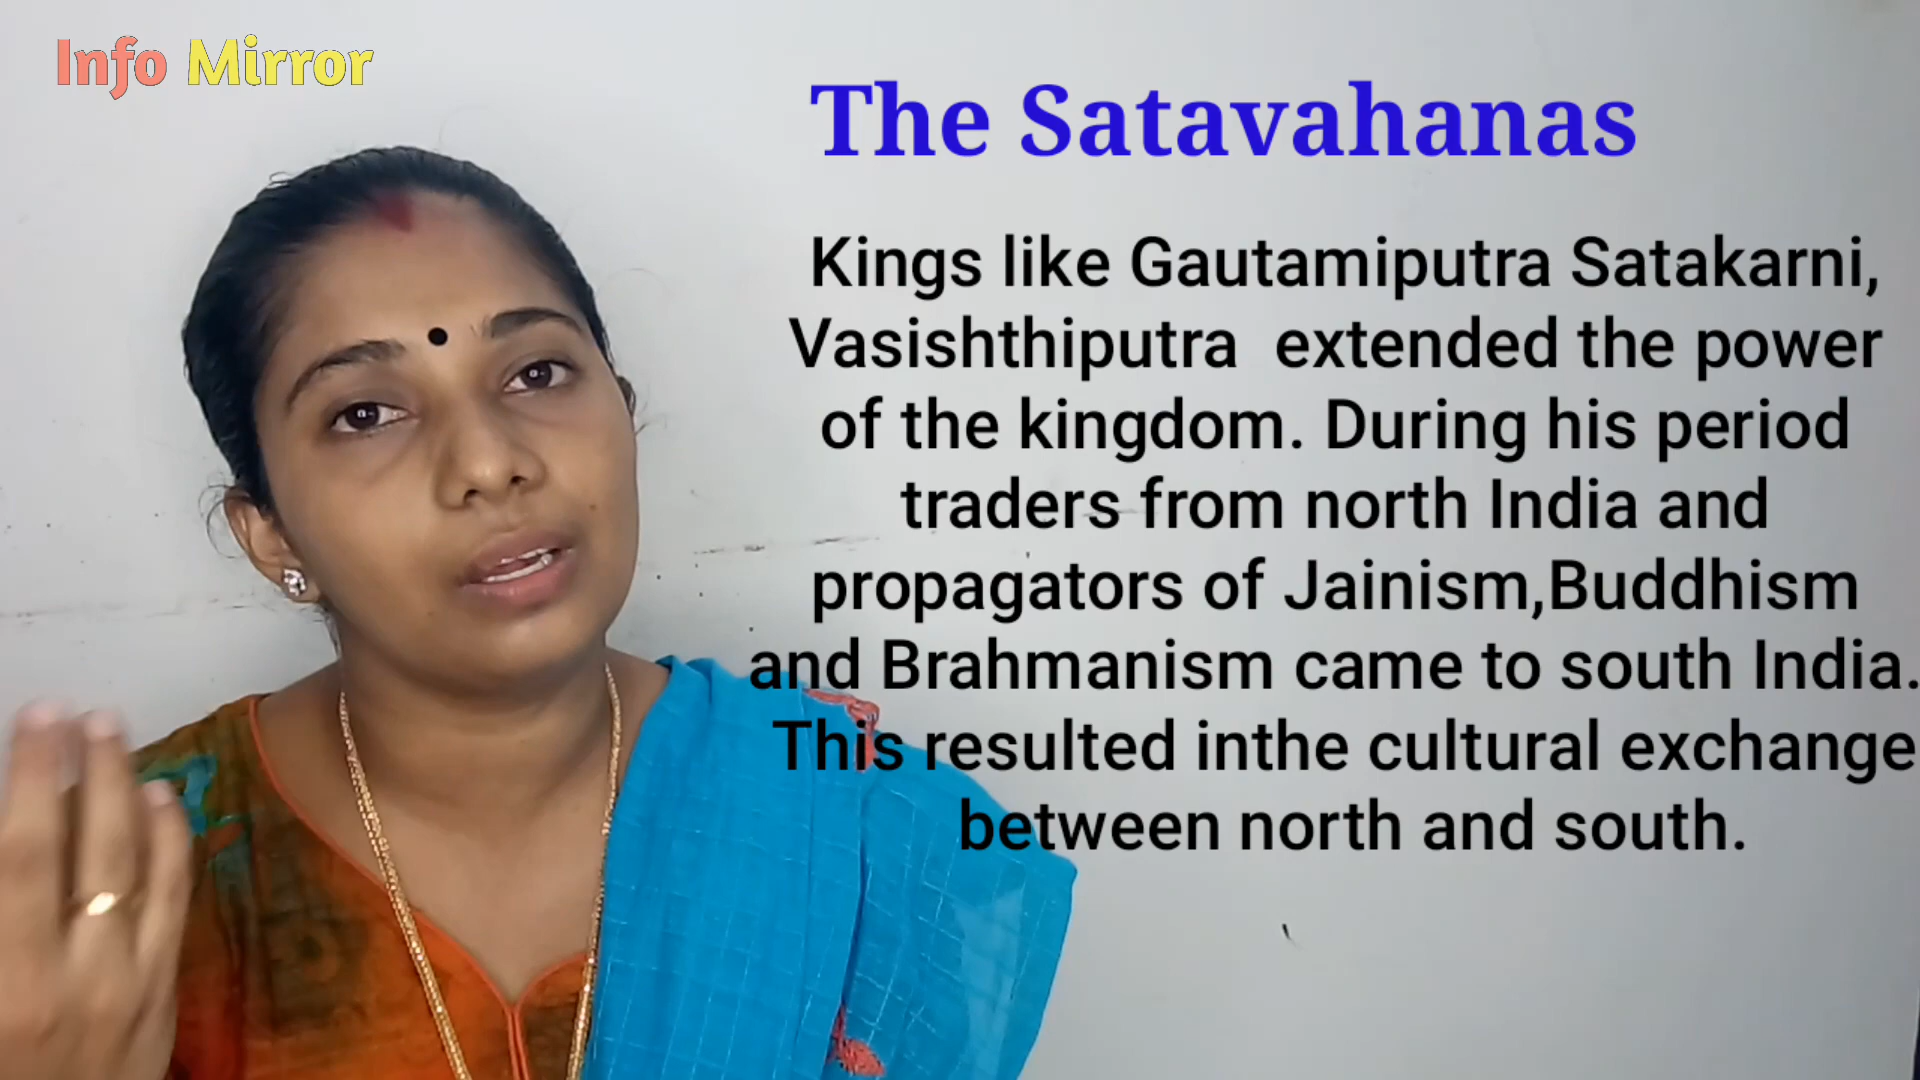 Info Mirror
The Satavahanas
Kings like Gautamiputra Satakarni,
Vasishthiputra extended the power
of the kingdom. During his period
traders from north India and
propagators of Jainism,Buddhism
and Brahmanism came to south India.
This resulted inthe cultural exchange
between north and south.